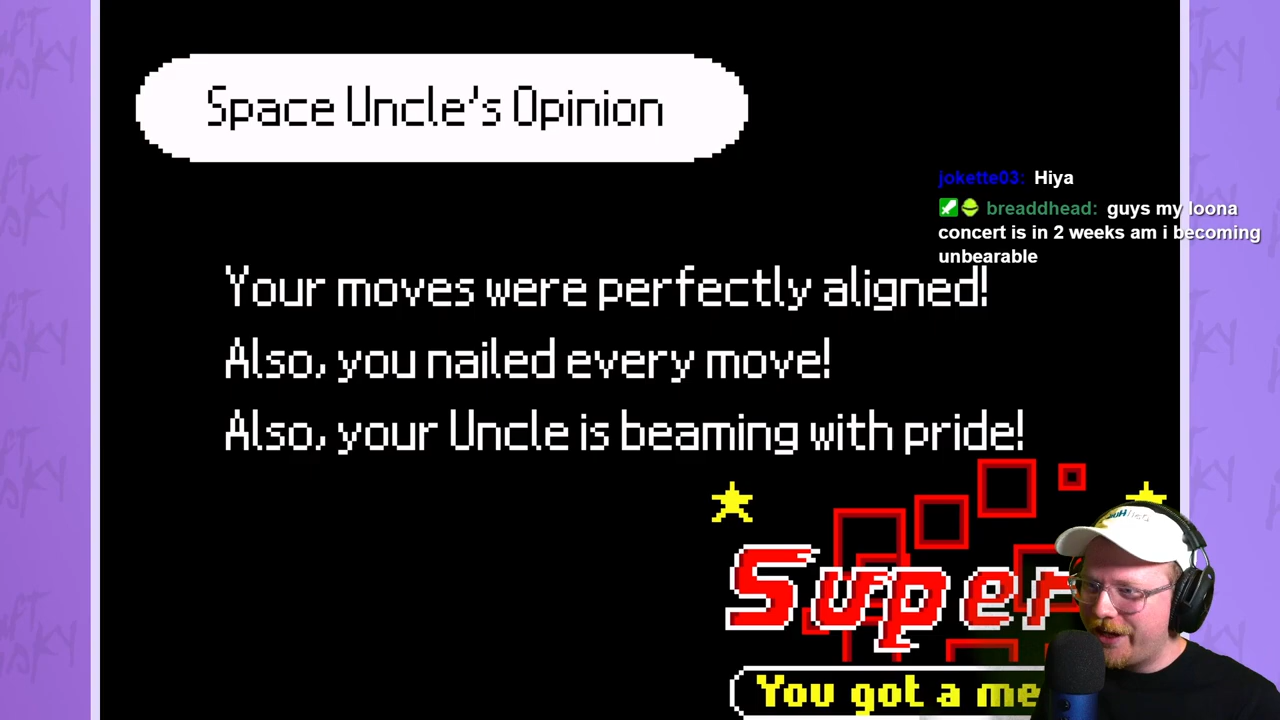 Space Uncle's Opinion
jokette03: Hiya
breaddhead: guys my loona
concert is in 2 weeks am i becoming
unbearable
Your moves were perfectly aligned!
Also, you nailed every move!
Also, your Uncle is beaming with pride!
Super
You got a me